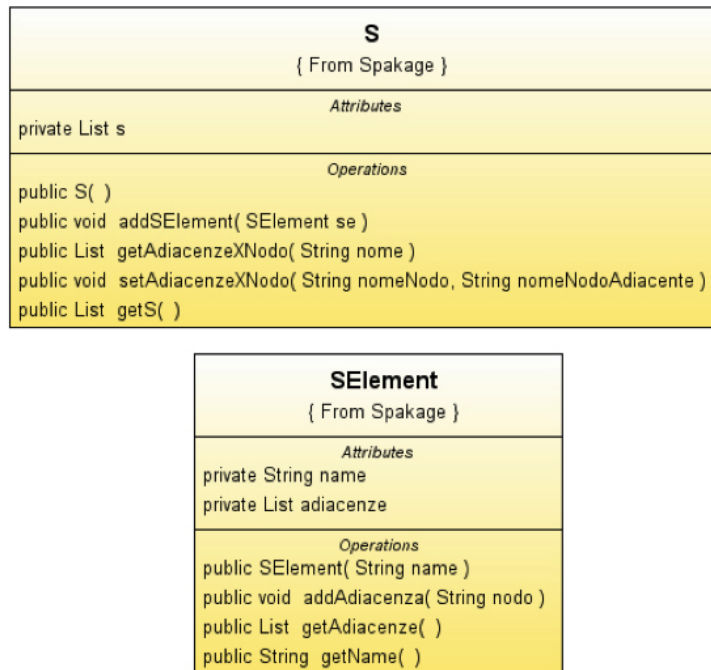 S
{ From Spakage }
Attributes
private List s
Operations
public S( )
public void addSElement( SElement se )
public List getAdiacenzeXNodo( String nome )
public void setAdiacenzeXNodo( String nomeNodo, String nomeNodoAdiacente )
public List getS( )
SElement
{ From Spakage }
Attributes
private String name
private List adiacenze
Operations
public SElement( String name )
public void addAdiacenza( String nodo )
public List getAdiacenze( )
public String getName( )